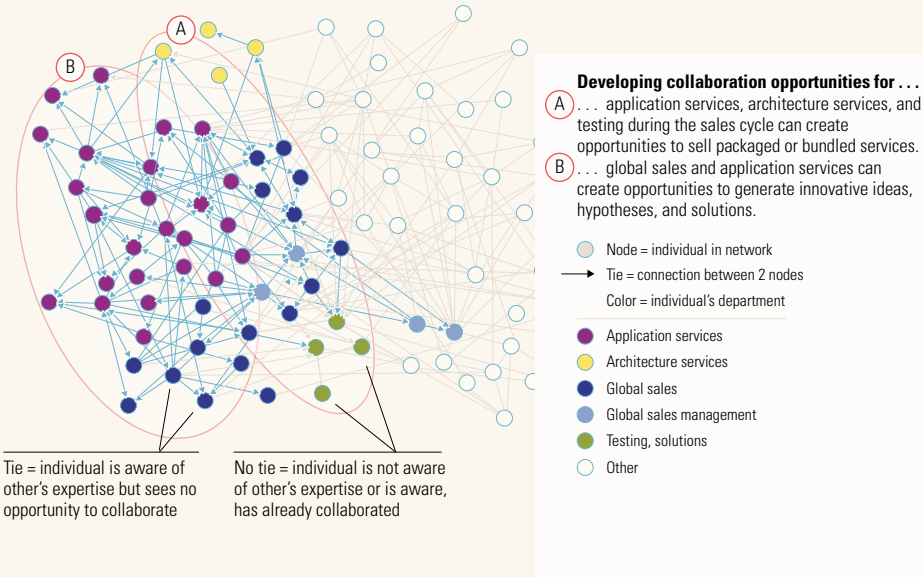 A
B
Developing collaboration opportunities for . . .
A . . . application services, architecture services, and
testing during the sales cycle can create
opportunities to sell packaged or bundled services.
B . . . global sales and application services can
create opportunities to generate innovative ideas,
hypotheses, and solutions.
Node = individual in network
Tie = connection between 2 nodes
Color = individual’s department
Application services
Architecture services
Global sales
Global sales management
Testing, solutions
Other
Tie = individual is aware of
other’s expertise but sees no
opportunity to collaborate
No tie = individual is not aware
of other’s expertise or is aware,
has already collaborated